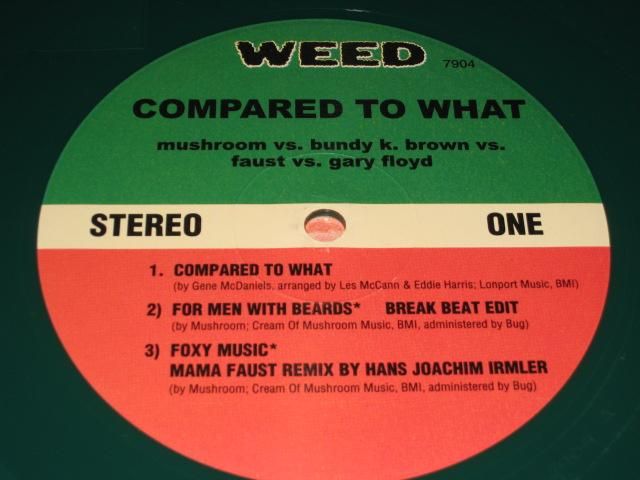 WEED
7904
COMPARED TO WHAT
mushroom vs. bundy k. brown vs.
faust vs. gary floyd
STEREO ONE
1. COMPARED TO WHAT
(by Gene McDaniels. arranged by Les McCann & Eddie Harris; Lonport Music, BMI)
2) FOR MEN WITH BEARDS* BREAK BEAT EDIT
(by Mushroom; Cream Of Mushroom Music, BMI, administered by Bug)
3) FOXY MUSIC*
MAMA FAUST REMIX BY HANS JOACHIM IRMLER
(by Mushroom; Cream Of Mushroom Music, BMI, administered by Bug)